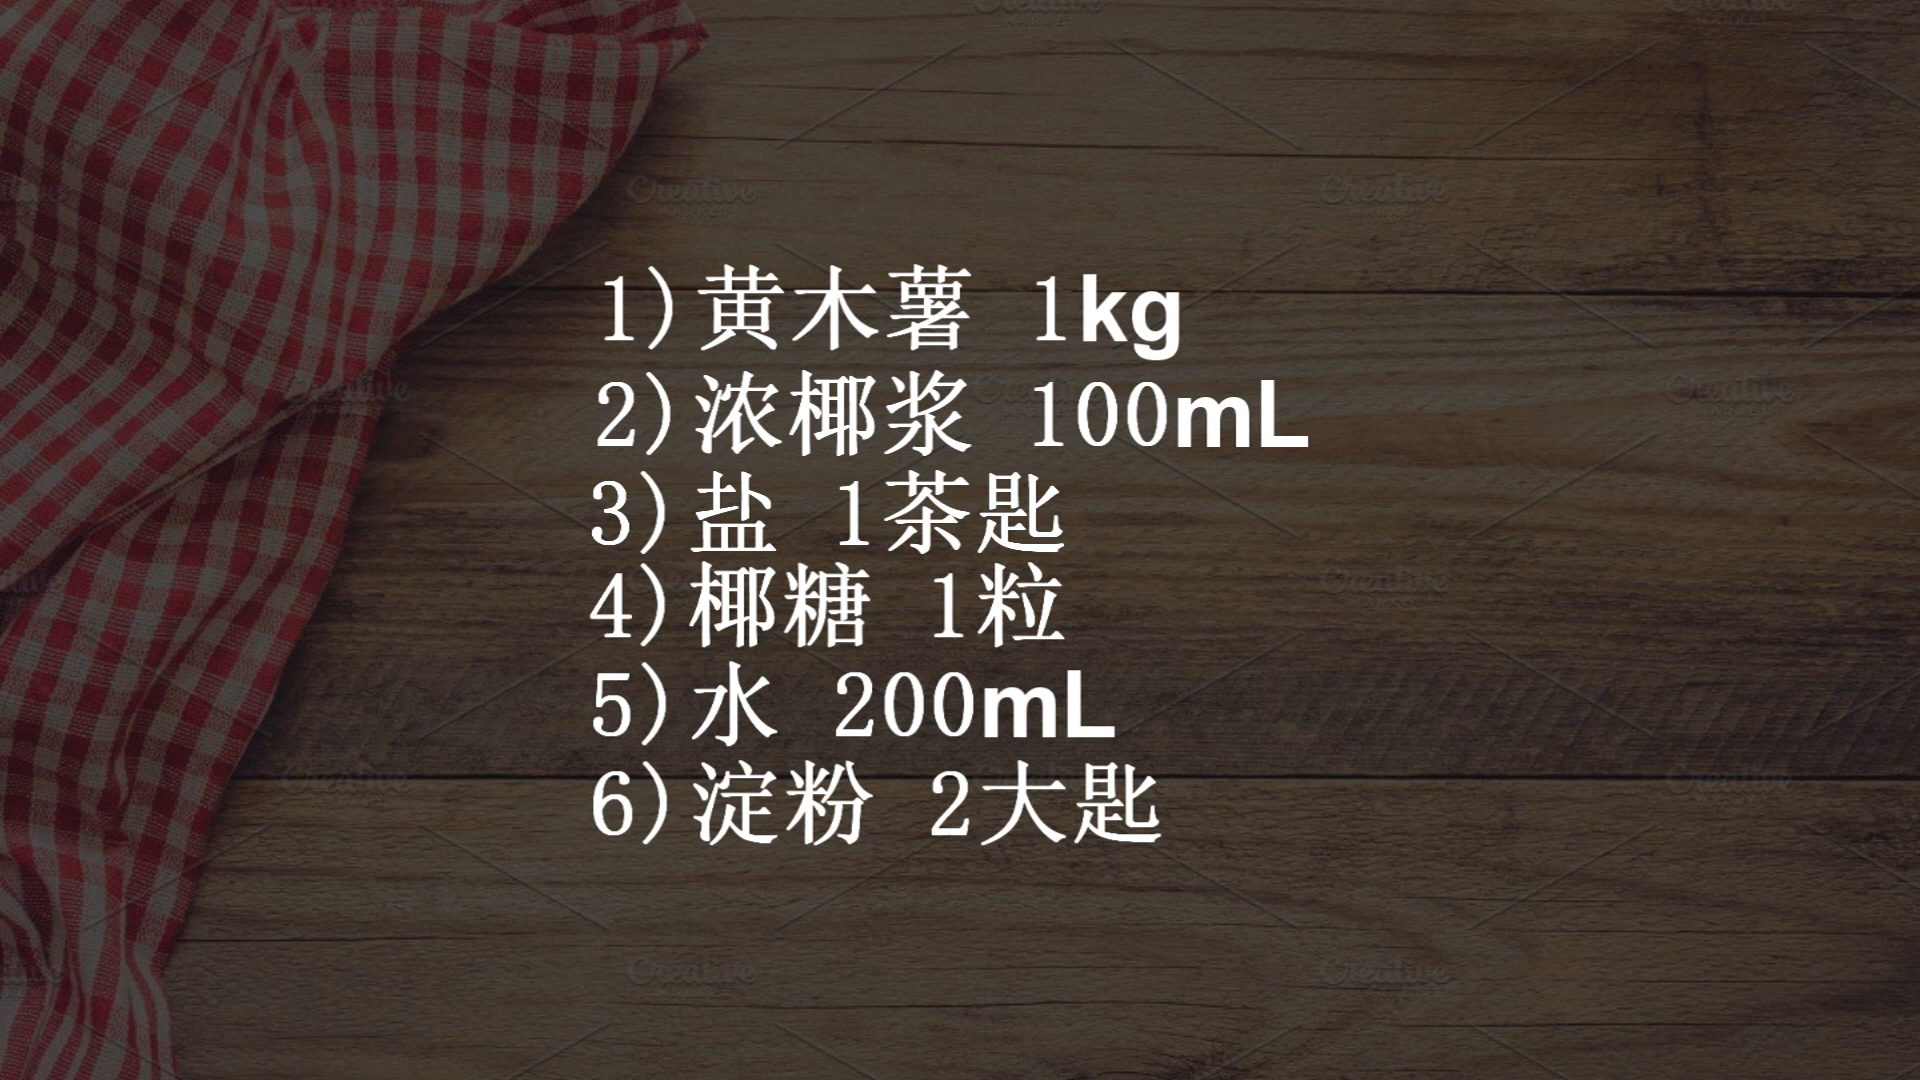 1)黄木薯 1kg
2)浓椰浆 100mL
3)盐 1茶匙
4)椰糖 1粒
5)水 200mL
6)淀粉 2大匙